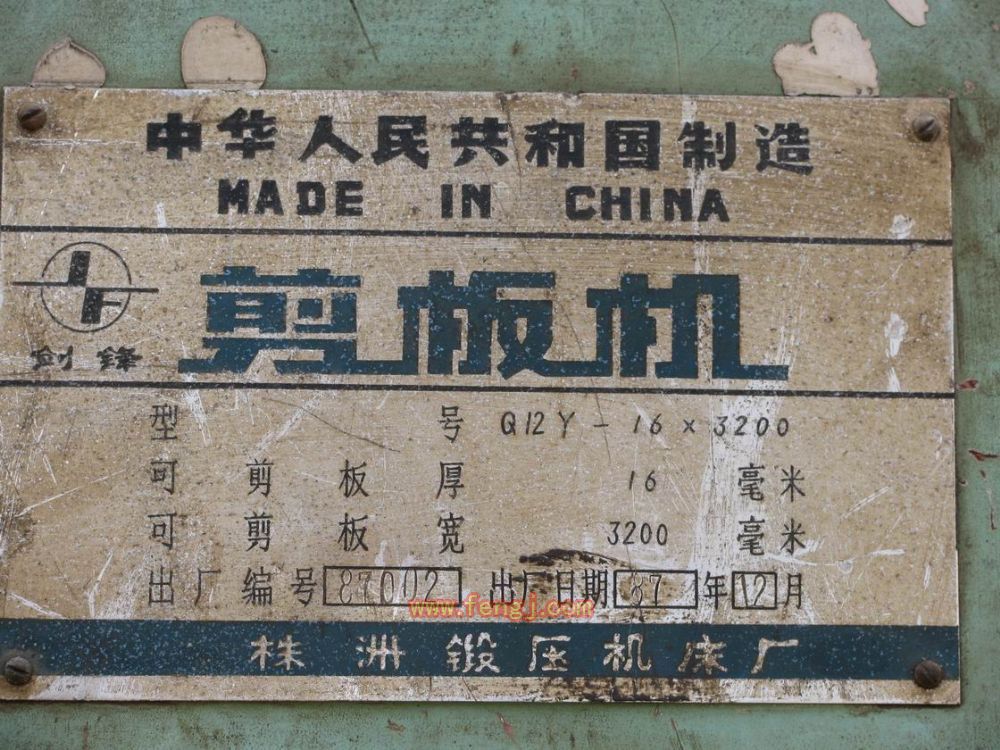 中华人民共和国制造
MADE IN CHINA
JF
剑锋
剪板机
型号 Q12Y-16×3200
可剪板厚 16 毫米
可剪板宽 3200 毫米
出厂编号 87002 出厂日期 87 年 12 月
www.fengj.com
株洲锻压机床厂